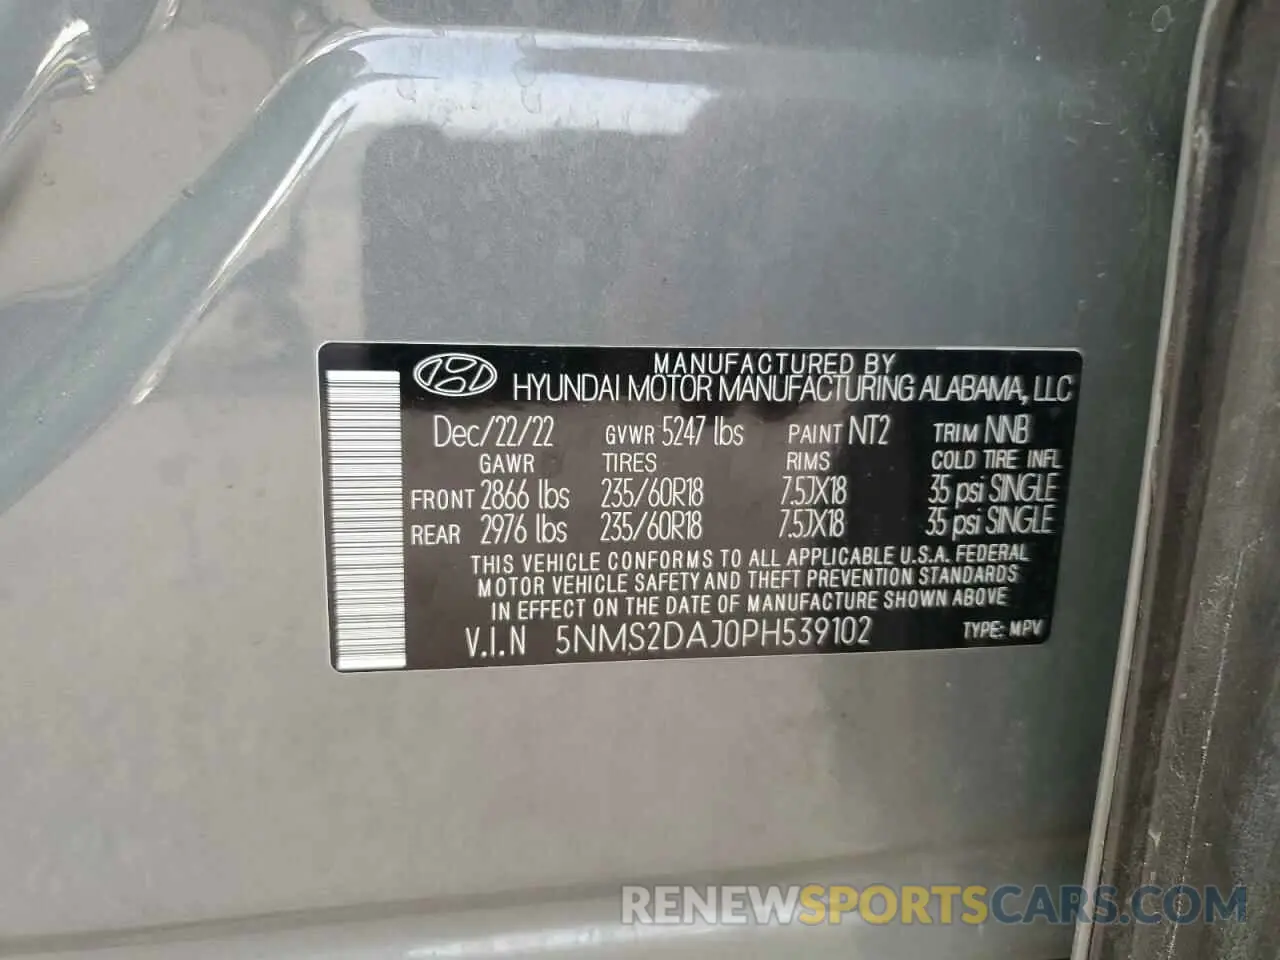 MANUFACTURED BY
HYUNDAI MOTOR MANUFACTURING ALABAMA, LLC
Dec/22/22 GVWR 5247 lbs PAINT NT2 TRIM NNB
GAWR TIRES RIMS COLD TIRE INFL
FRONT 2866 lbs 235/60R18 7.5JX18 35 psi SINGLE
REAR 2976 lbs 235/60R18 7.5JX18 35 psi SINGLE
THIS VEHICLE CONFORMS TO ALL APPLICABLE U.S.A. FEDERAL
MOTOR VEHICLE SAFETY AND THEFT PREVENTION STANDARDS
IN EFFECT ON THE DATE OF MANUFACTURE SHOWN ABOVE
V.I.N 5NMS2DAJ0PH539102 TYPE: MPV
RENEWSPORTSCARS.COM